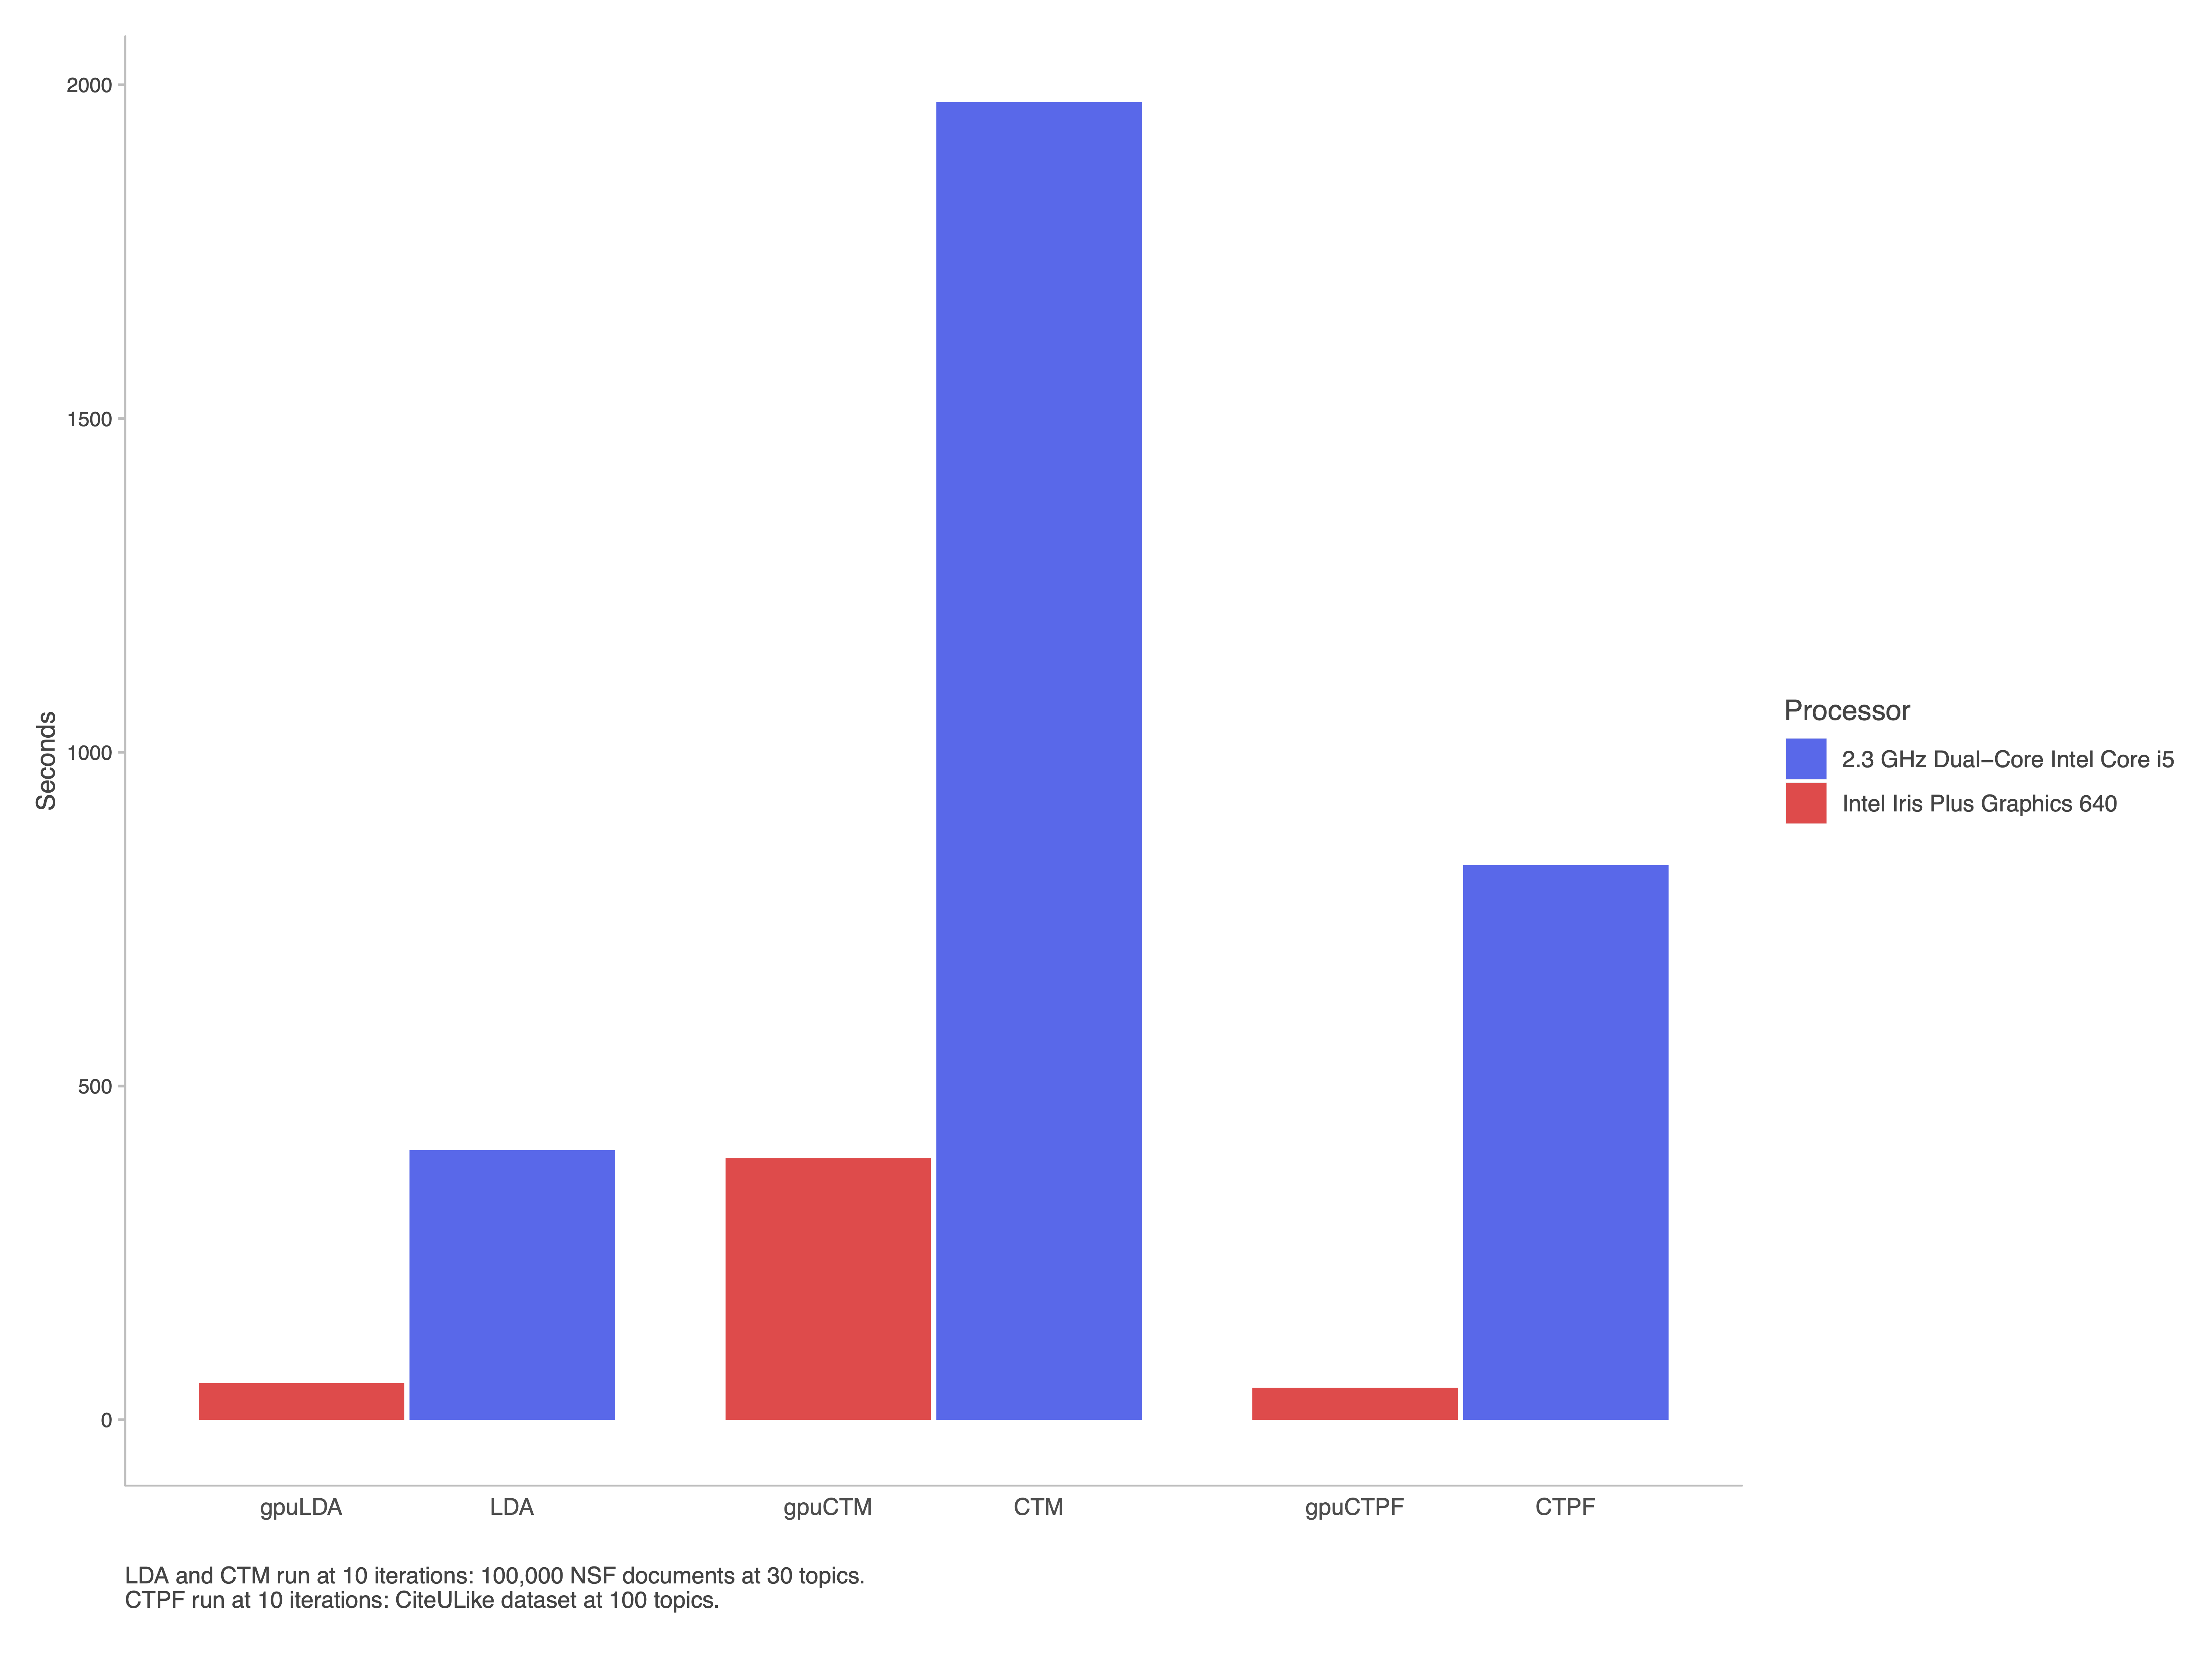 Seconds
2000
1500
1000
500
0
gpuLDA
LDA
gpuCTM
CTM
gpuCTPF
CTPF
Processor
2.3 GHz Dual−Core Intel Core i5
Intel Iris Plus Graphics 640
LDA and CTM run at 10 iterations: 100,000 NSF documents at 30 topics.
CTPF run at 10 iterations: CiteULike dataset at 100 topics.